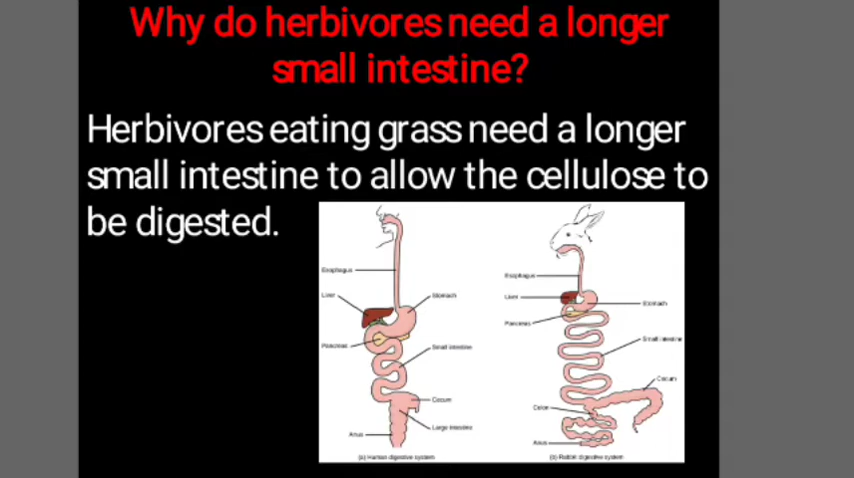 Why do herbivores need a longer
small intestine?
Herbivores eating grass need a longer
small intestine to allow the cellulose to
be digested.
Esophagus
Liver
Stomach
Pancreas
Small intestine
Cecum
Large intestine
Anus
(a) Human digestive system
Esophagus
Liver
Stomach
Pancreas
Small intestine
Cecum
Colon
Anus
(b) Rabbit digestive system